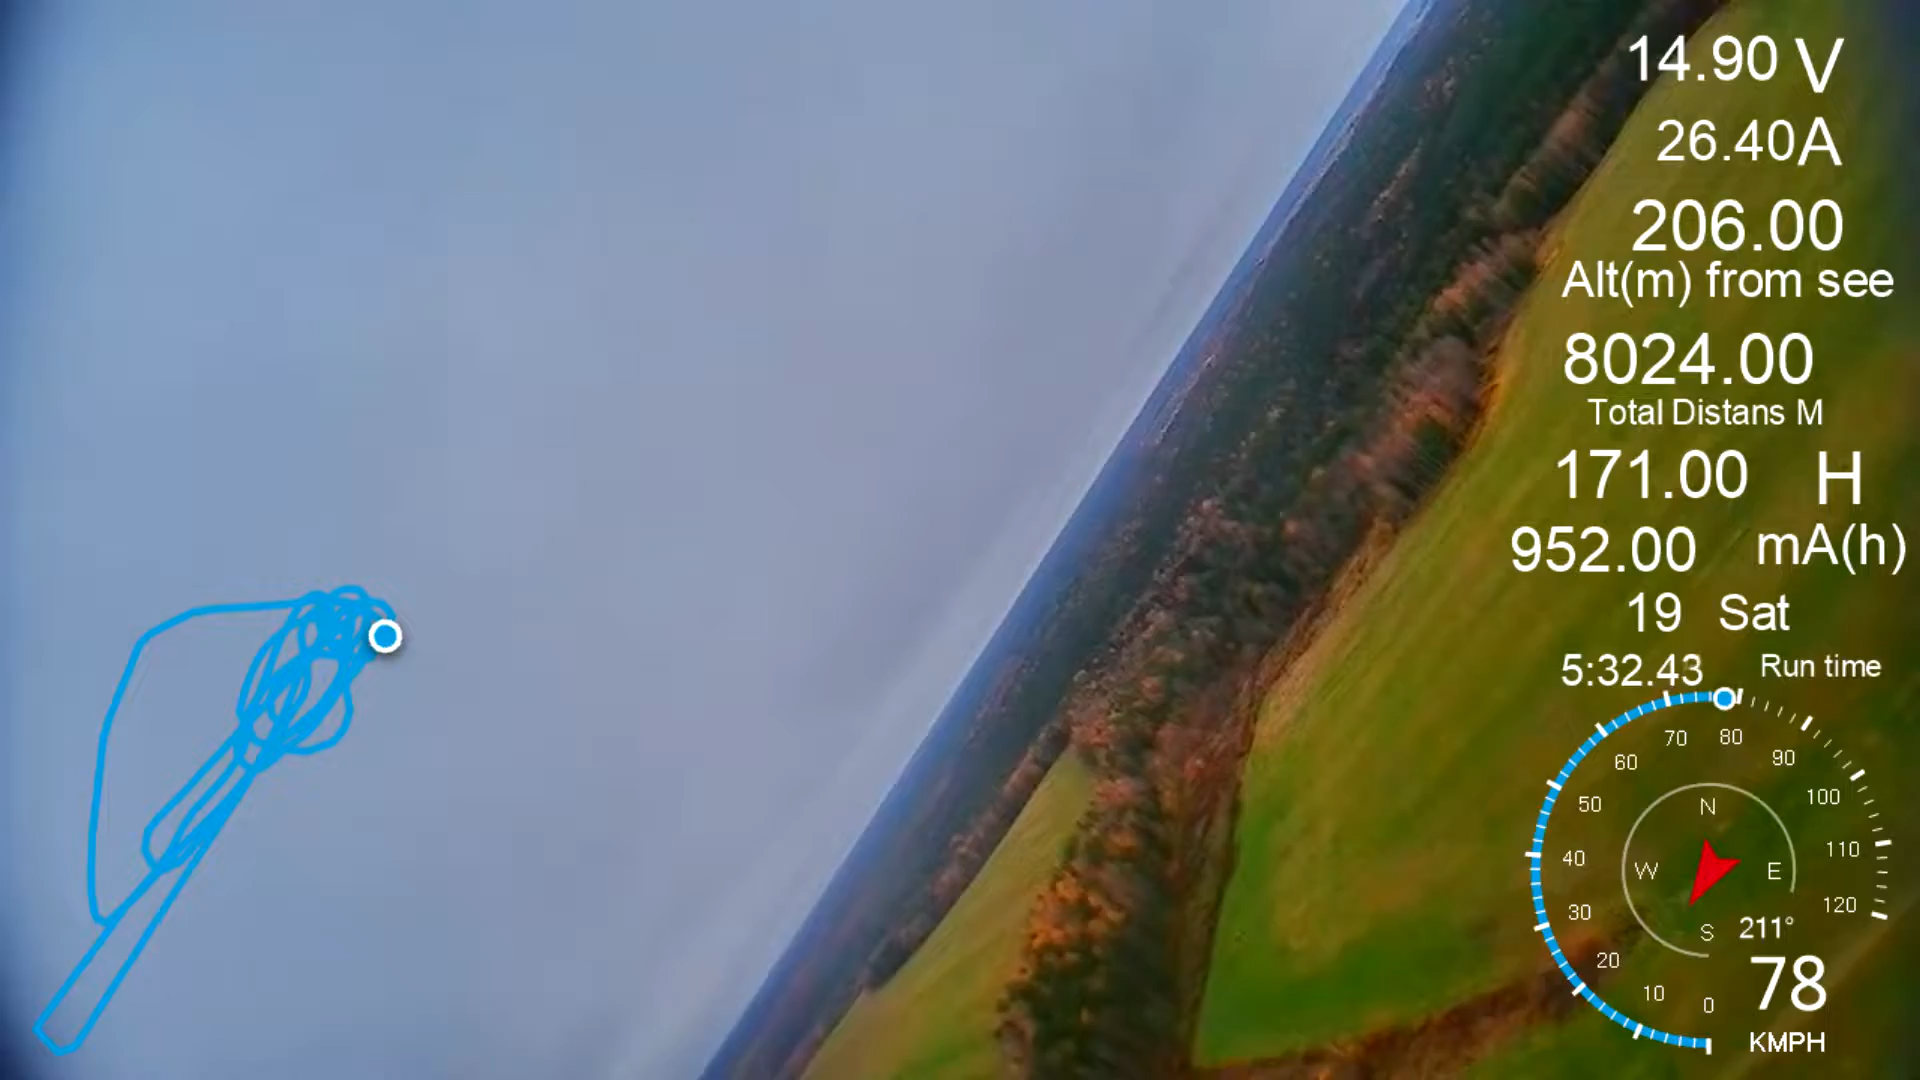 14.90 V
26.40A
206.00
Alt(m) from see
8024.00
Total Distans M
171.00 H
952.00 mA(h)
19 Sat
5:32.43 Run time
70 80
60 90
50 100
N
40 W E 110
30 120
S 211°
20
10 0 78
KMPH